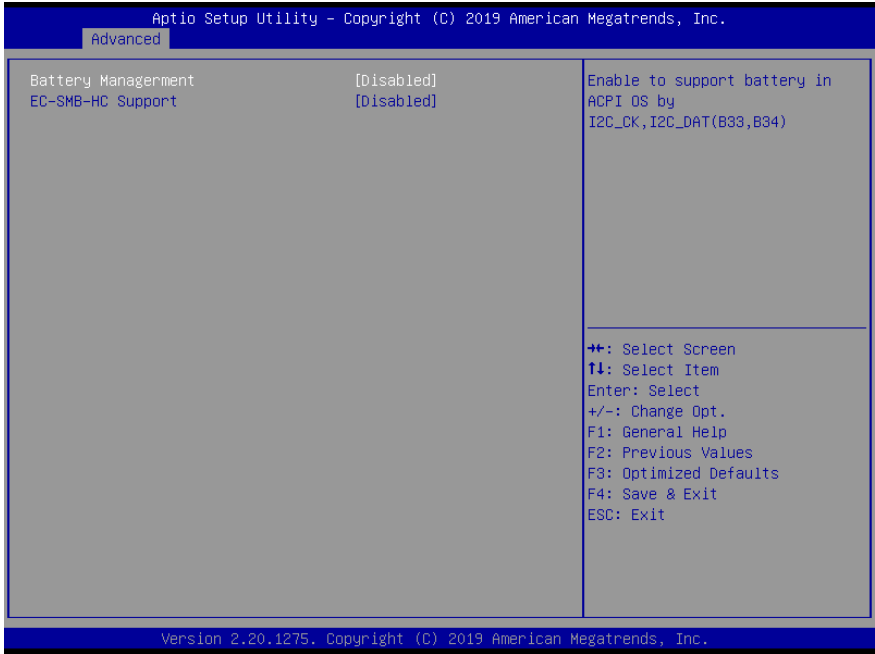 Aptio Setup Utility – Copyright (C) 2019 American Megatrends, Inc.
Advanced
Battery Managerment [Disabled]
EC-SMB-HC Support [Disabled]
Enable to support battery in
ACPI OS by
I2C_CK,I2C_DAT(B33,B34)
→←: Select Screen
↑↓: Select Item
Enter: Select
+/-: Change Opt.
F1: General Help
F2: Previous Values
F3: Optimized Defaults
F4: Save & Exit
ESC: Exit
Version 2.20.1275. Copyright (C) 2019 American Megatrends, Inc.